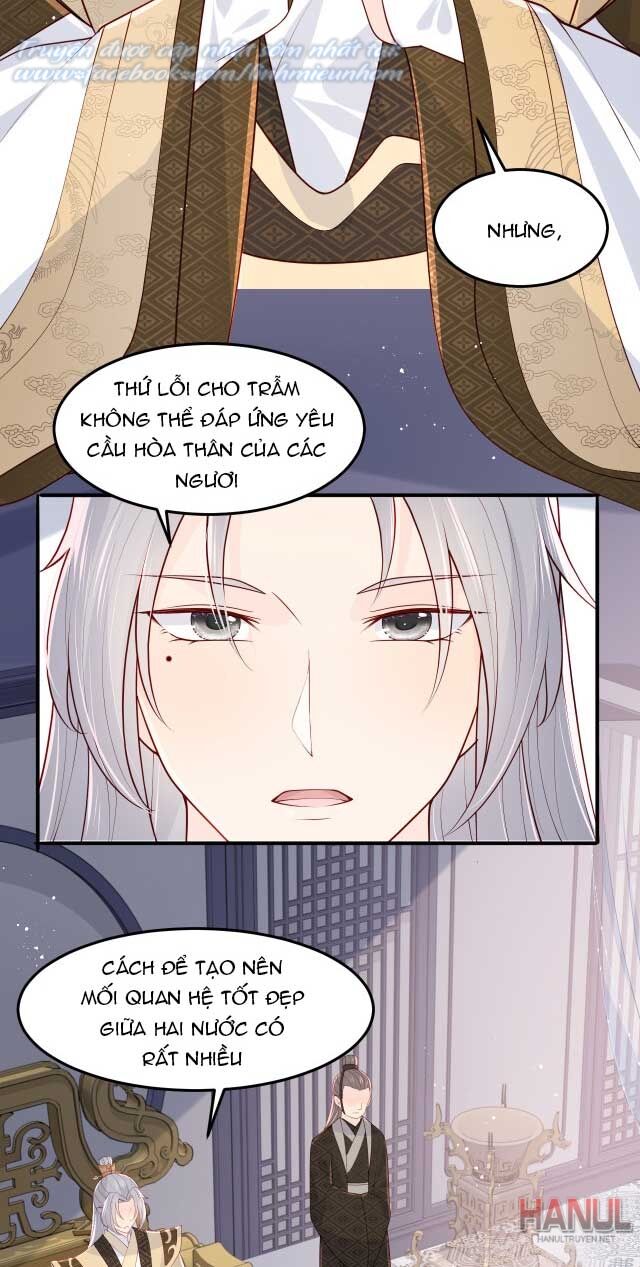 Truyện được cập nhật sớm nhất tại
www.facebook.com/linhmieunhom
NHƯNG,
THỨ LỖI CHO TRẪM
KHÔNG THỂ ĐÁP ỨNG YÊU
CẦU HÒA THÂN CỦA CÁC
NGƯƠI
CÁCH ĐỂ TẠO NÊN
MỐI QUAN HỆ TỐT ĐẸP
GIỮA HAI NƯỚC CÓ
RẤT NHIỀU
HANUL
HANULTRUYEN.NET